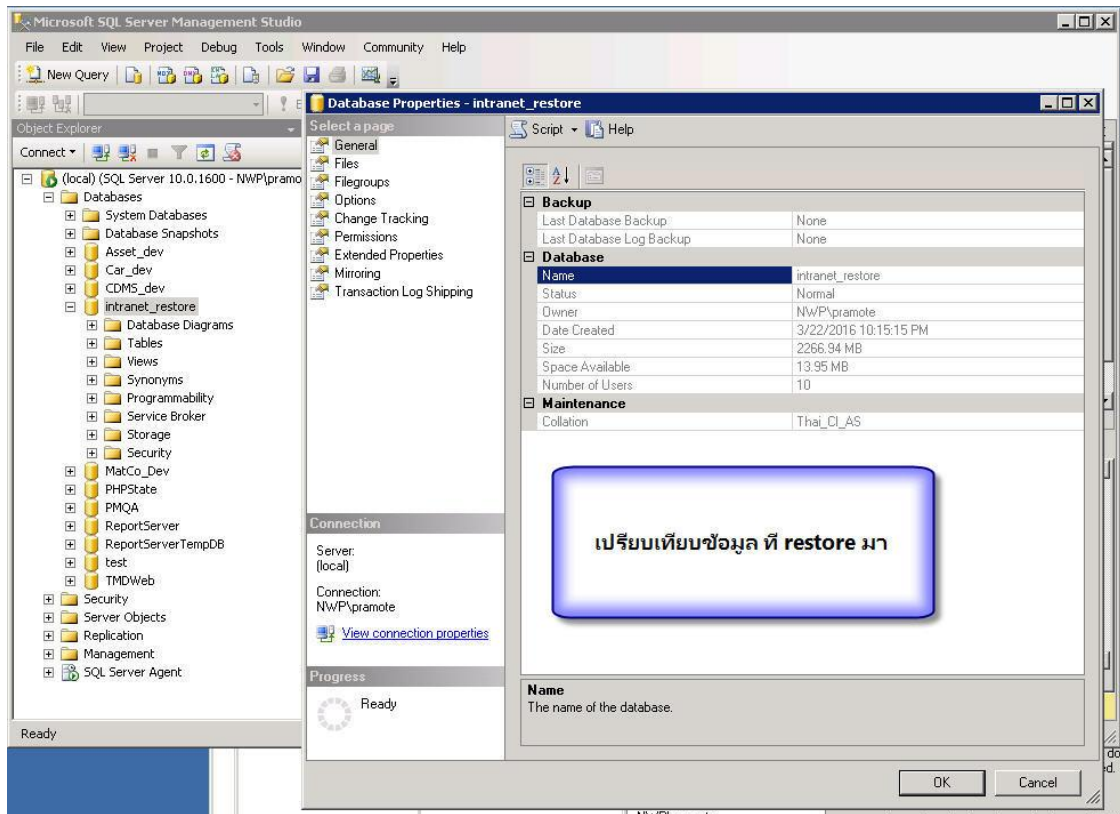 Microsoft SQL Server Management Studio
File Edit View Project Debug Tools Window Community Help
New Query
Object Explorer
Connect
(local) (SQL Server 10.0.1600 - NWP\pramo
Databases
System Databases
Database Snapshots
Asset_dev
Car_dev
CDMS_dev
intranet_restore
Database Diagrams
Tables
Views
Synonyms
Programmability
Service Broker
Storage
Security
MatCo_Dev
PHPState
PMQA
ReportServer
ReportServerTempDB
test
TMDWeb
Security
Server Objects
Replication
Management
SQL Server Agent
Ready
Database Properties - intranet_restore
Select a page
General
Files
Filegroups
Options
Change Tracking
Permissions
Extended Properties
Mirroring
Transaction Log Shipping
Connection
Server:
(local)
Connection:
NWP\pramote
View connection properties
Progress
Ready
Script Help
Backup
Last Database Backup None
Last Database Log Backup None
Database
Name intranet_restore
Status Normal
Owner NWP\pramote
Date Created 3/22/2016 10:15:15 PM
Size 2266.94 MB
Space Available 13.95 MB
Number of Users 10
Maintenance
Collation Thai_CI_AS
เปรียบเทียบข้อมูล ที่ restore มา
Name
The name of the database.
OK Cancel